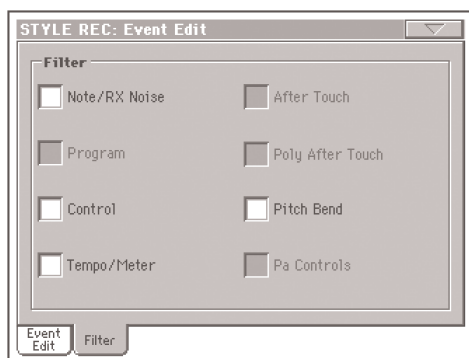 STYLE REC: Event Edit
Filter
Note/RX Noise
After Touch
Program
Poly After Touch
Control
Pitch Bend
Tempo/Meter
Pa Controls
Event
Edit
Filter